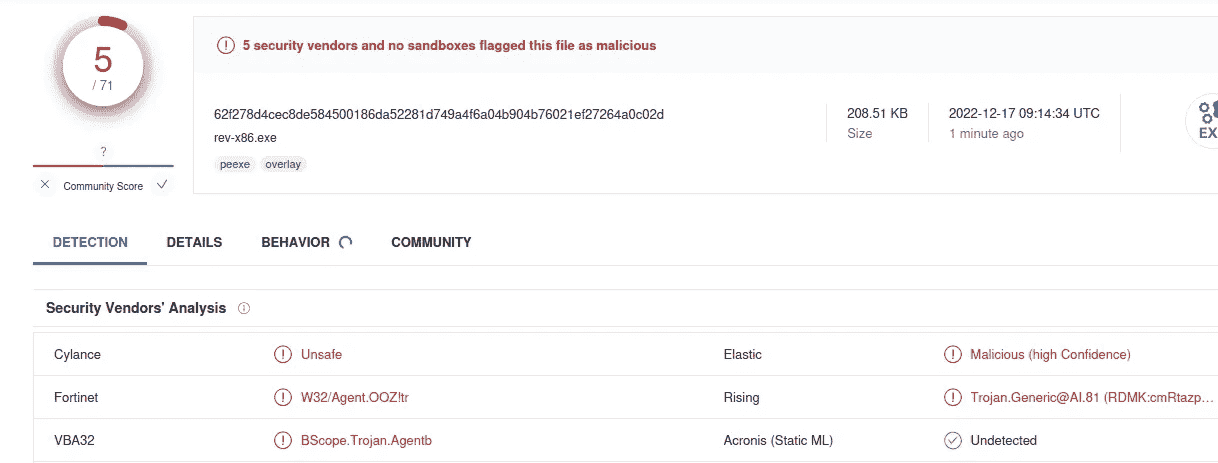 5
/ 71
?
Community Score
5 security vendors and no sandboxes flagged this file as malicious
62f278d4cec8de584500186da52281d749a4f6a04b904b76021ef27264a0c02d
rev-x86.exe
peexe overlay
208.51 KB
Size
2022-12-17 09:14:34 UTC
1 minute ago
EX
DETECTION DETAILS BEHAVIOR COMMUNITY
Security Vendors' Analysis
Cylance Unsafe Elastic Malicious (high Confidence)
Fortinet W32/Agent.OOZ!tr Rising Trojan.Generic@AI.81 (RDMK:cmRtazp...
VBA32 BScope.Trojan.Agentb Acronis (Static ML) Undetected